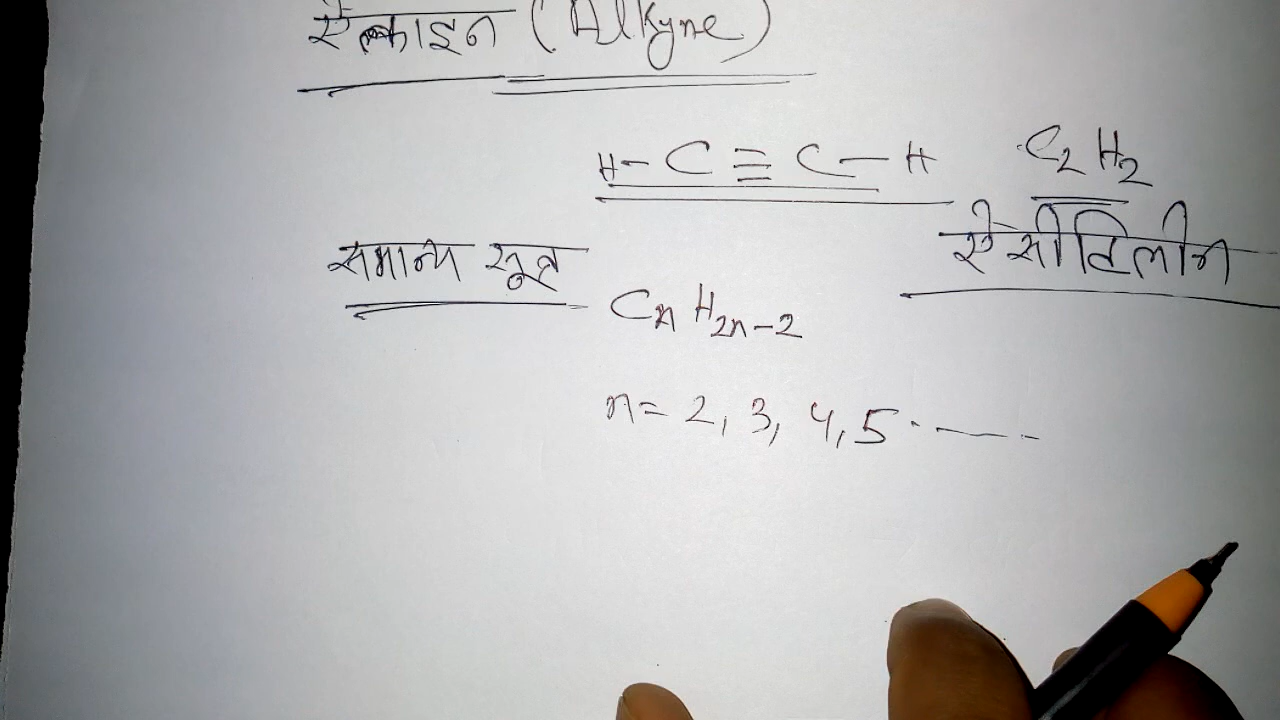 ऐल्काइन (Alkyne)
H-C≡C-H C2H2
ऐसीटिलीन
समान्य सूत्र
CnH2n-2
n= 2, 3, 4, 5.----